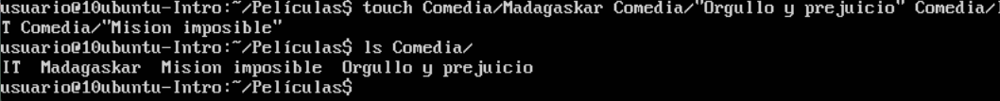 usuario@10ubuntu-Intro:~/Películas$ touch Comedia/Madagaskar Comedia/"Orgullo y prejuicio" Comedia/I
T Comedia/"Mision imposible"
usuario@10ubuntu-Intro:~/Películas$ ls Comedia/
IT  Madagaskar  Mision imposible  Orgullo y prejuicio
usuario@10ubuntu-Intro:~/Películas$